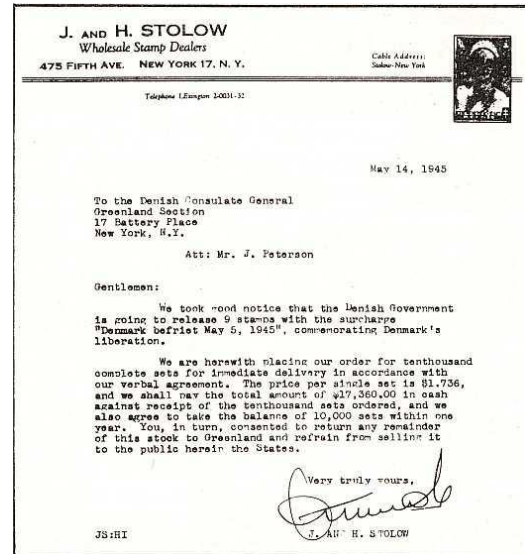 J. AND H. STOLOW
Wholesale Stamp Dealers
475 FIFTH AVE. NEW YORK 17, N. Y.
Cable Address:
Stolow-New York
Telephone LExington 2-0031-32
May 14, 1945
To the Danish Consulate General
Greenland Section
17 Battery Place
New York, N.Y.
Att: Mr. J. Peterson
Gentlemen:
We took good notice that the Danish Government
is going to release 9 stamps with the surcharge
"Denmark befriet May 5, 1945", commemorating Denmark's
liberation.
We are herewith placing our order for tenthousand
complete sets for immediate delivery in accordance with
our verbal agreement. The price per single set is $1.736,
and we shall pay the total amount of $17,360.00 in cash
against receipt of the tenthousand sets ordered, and we
also agree to take the balance of 10,000 sets within one
year. You, in turn, consented to return any remainder
of this stock to Greenland and refrain from selling it
to the public herein the States.
Very truly yours,
J. AND H. STOLOW
JS:HI